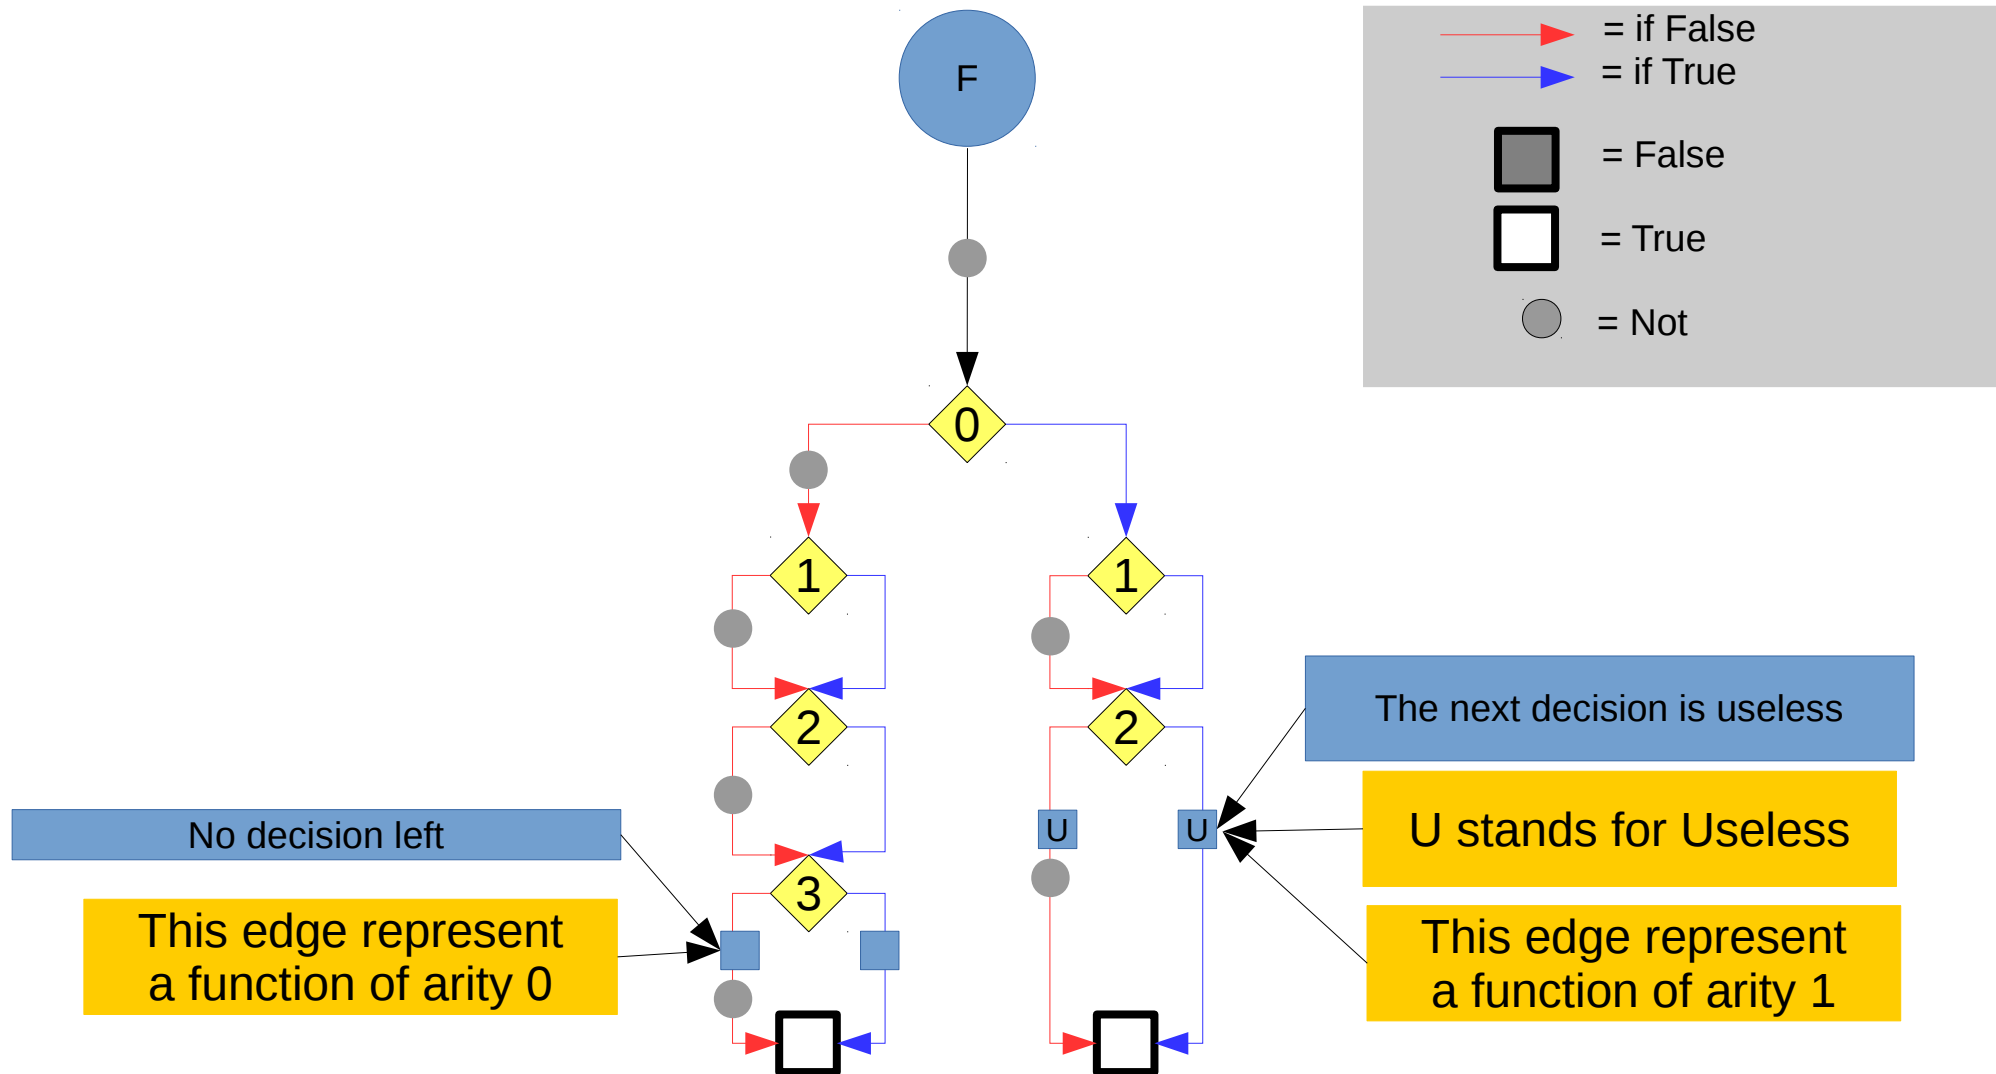 F
= if False
= if True
= False
= True
= Not
0
1
1
2
2
The next decision is useless
U
U
U stands for Useless
No decision left
3
This edge represent
a function of arity 0
This edge represent
a function of arity 1